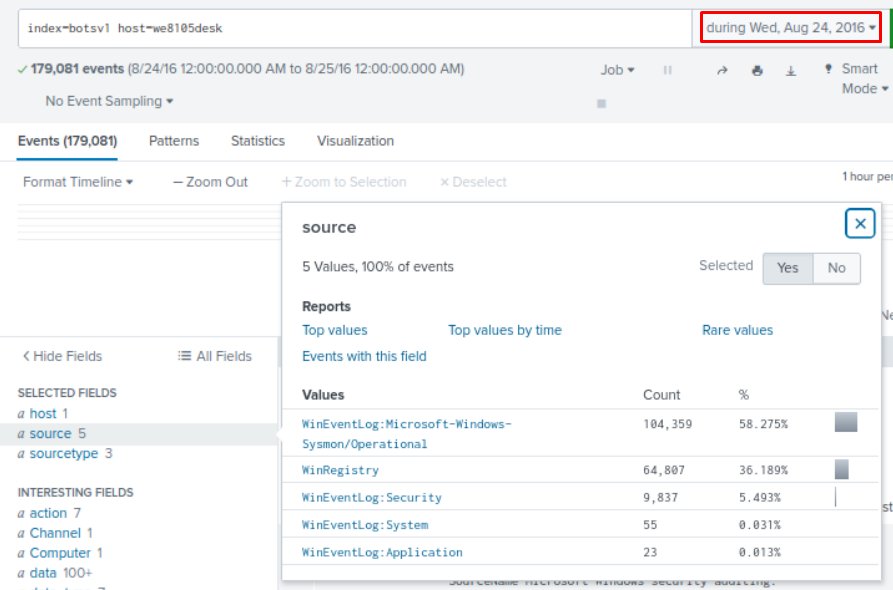 index=botsv1 host=we8105desk
during Wed, Aug 24, 2016
179,081 events (8/24/16 12:00:00.000 AM to 8/25/16 12:00:00.000 AM)
Job
Smart
Mode
No Event Sampling
Events (179,081)
Patterns
Statistics
Visualization
Format Timeline
— Zoom Out
+ Zoom to Selection
× Deselect
1 hour per
source
5 Values, 100% of events
Selected
Yes
No
Reports
Top values
Top values by time
Rare values
Events with this field
Values Count %
WinEventLog:Microsoft-Windows-
Sysmon/Operational
104,359 58.275%
WinRegistry 64,807 36.189%
WinEventLog:Security 9,837 5.493%
WinEventLog:System 55 0.031%
WinEventLog:Application 23 0.013%
< Hide Fields
All Fields
SELECTED FIELDS
a host 1
a source 5
a sourcetype 3
INTERESTING FIELDS
a action 7
a Channel 1
a Computer 1
a data 100+
SourceName Microsoft Windows security auditing.